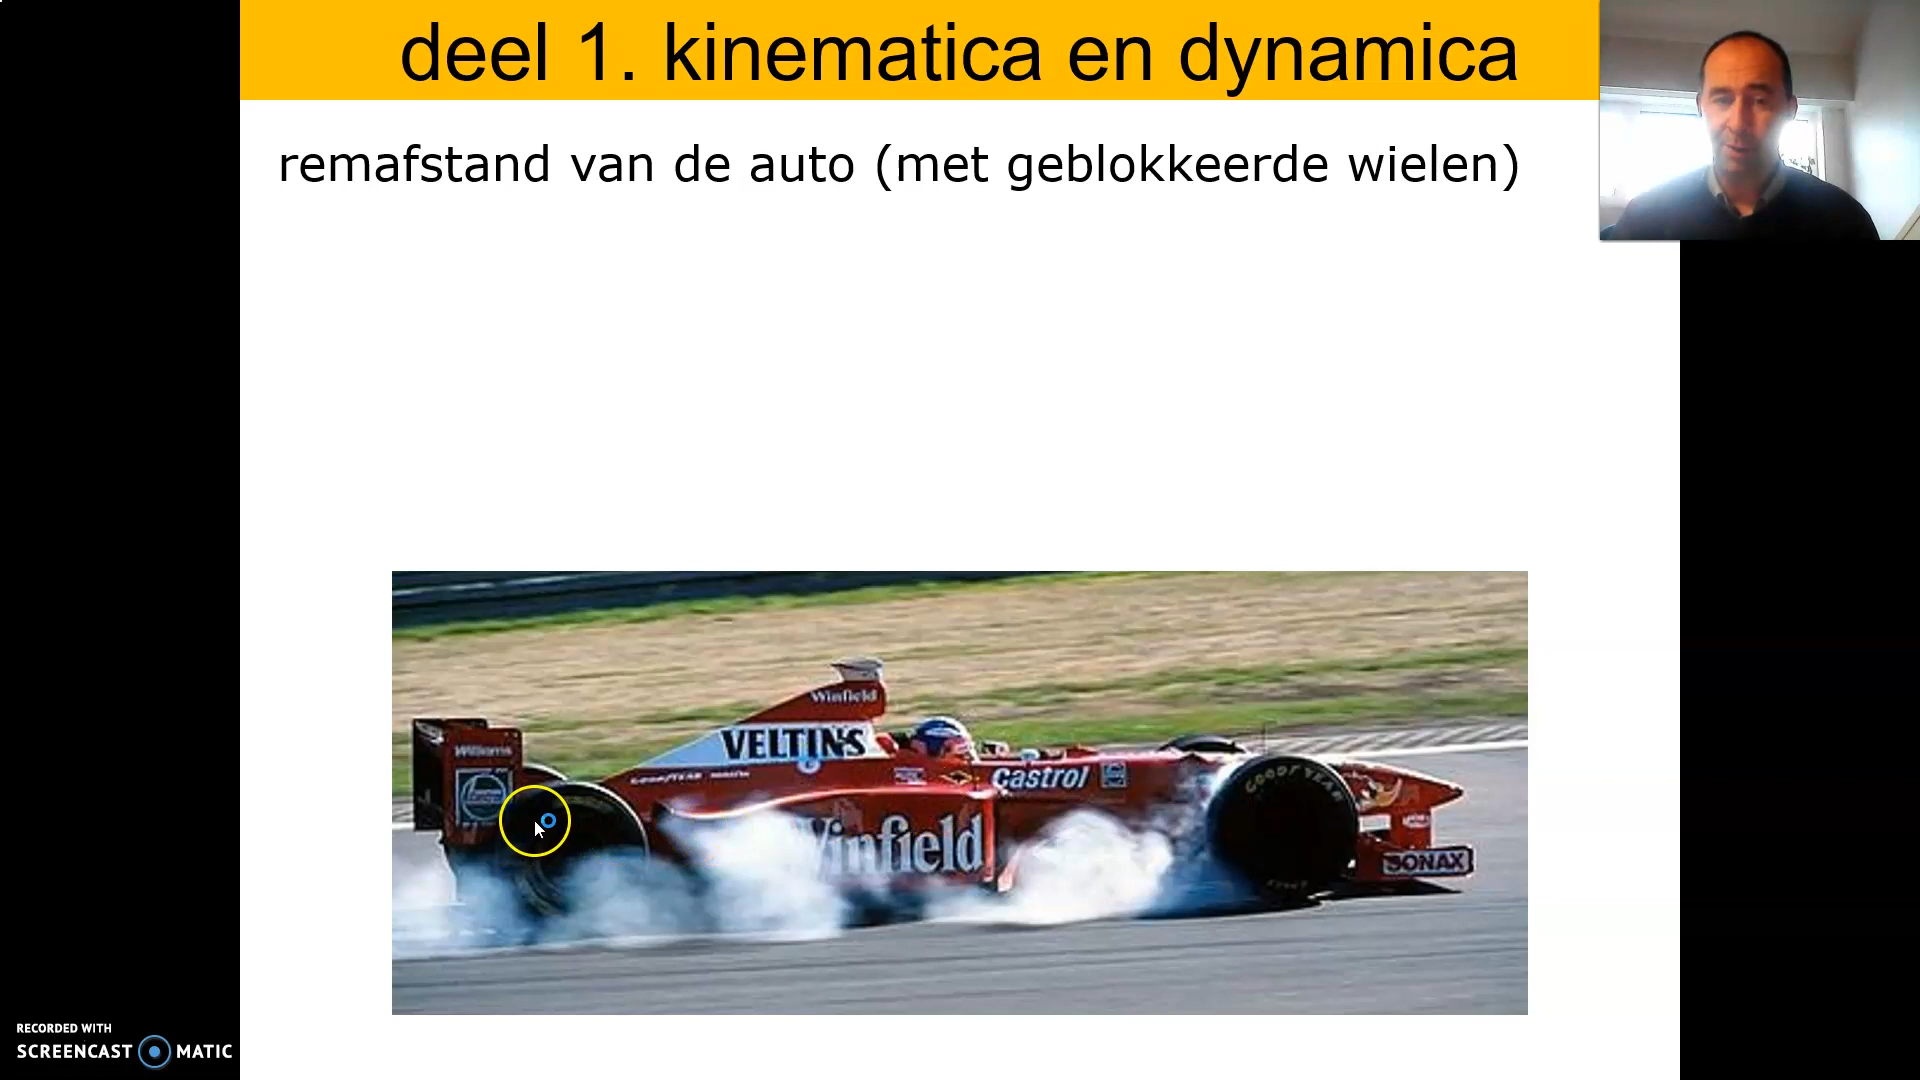 deel 1. kinematica en dynamica
remafstand van de auto (met geblokkeerde wielen)
Winfield
Williams
VELTINS
GOODYEAR
Castrol
GOODYEAR
Winfield
SONAX
RECORDED WITH
SCREENCAST MATIC